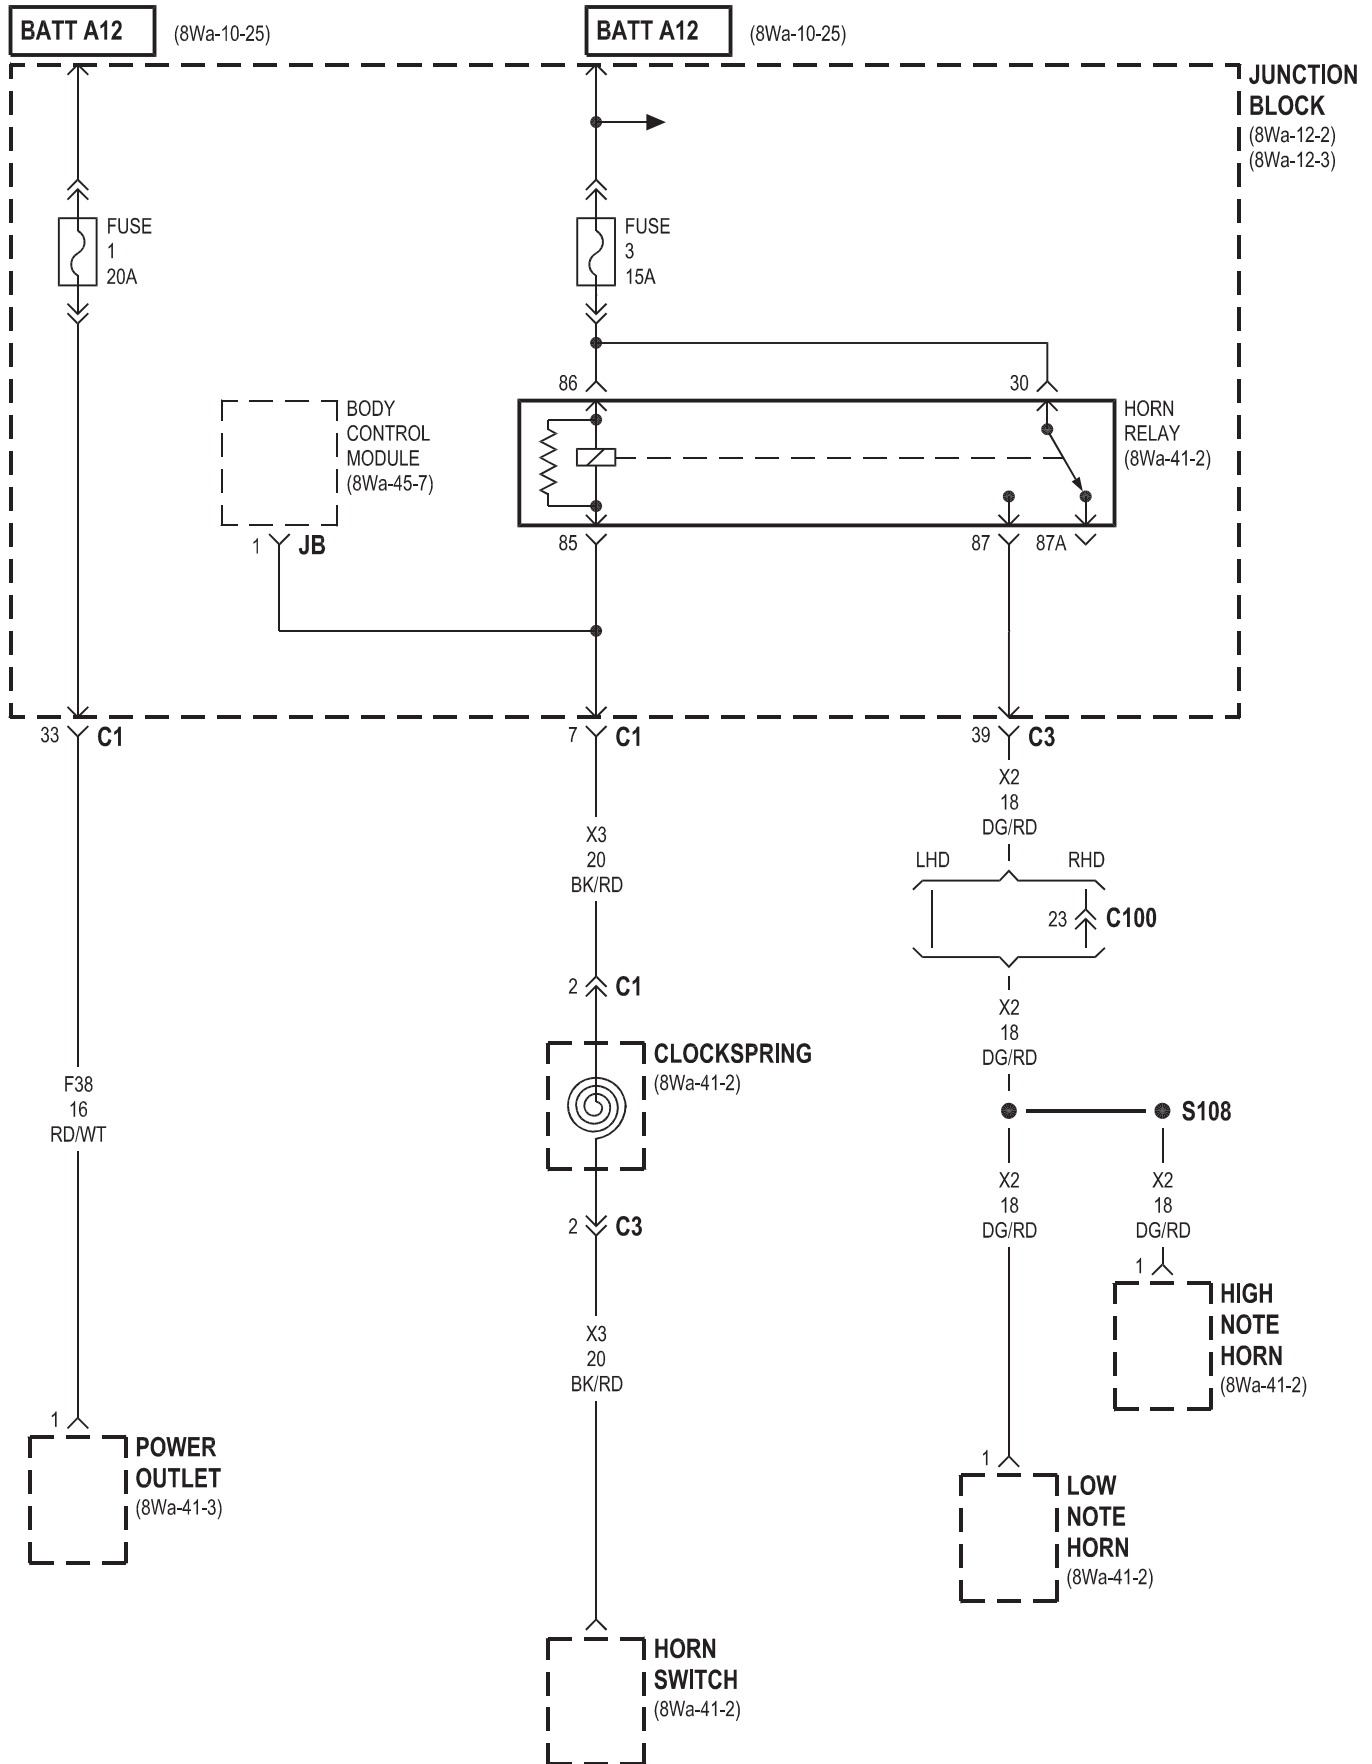 BATT A12
(8Wa-10-25)
BATT A12
(8Wa-10-25)
JUNCTION
BLOCK
(8Wa-12-2)
(8Wa-12-3)
FUSE
1
20A
FUSE
3
15A
86
30
BODY
CONTROL
MODULE
(8Wa-45-7)
HORN
RELAY
(8Wa-41-2)
1
JB
85
87
87A
33
C1
7
C1
39
C3
X2
18
DG/RD
X3
20
BK/RD
LHD
RHD
23
C100
2
C1
X2
18
DG/RD
CLOCKSPRING
(8Wa-41-2)
F38
16
RD/WT
S108
X2
18
DG/RD
X2
18
DG/RD
2
C3
1
HIGH
NOTE
HORN
(8Wa-41-2)
X3
20
BK/RD
1
POWER
OUTLET
(8Wa-41-3)
1
LOW
NOTE
HORN
(8Wa-41-2)
HORN
SWITCH
(8Wa-41-2)